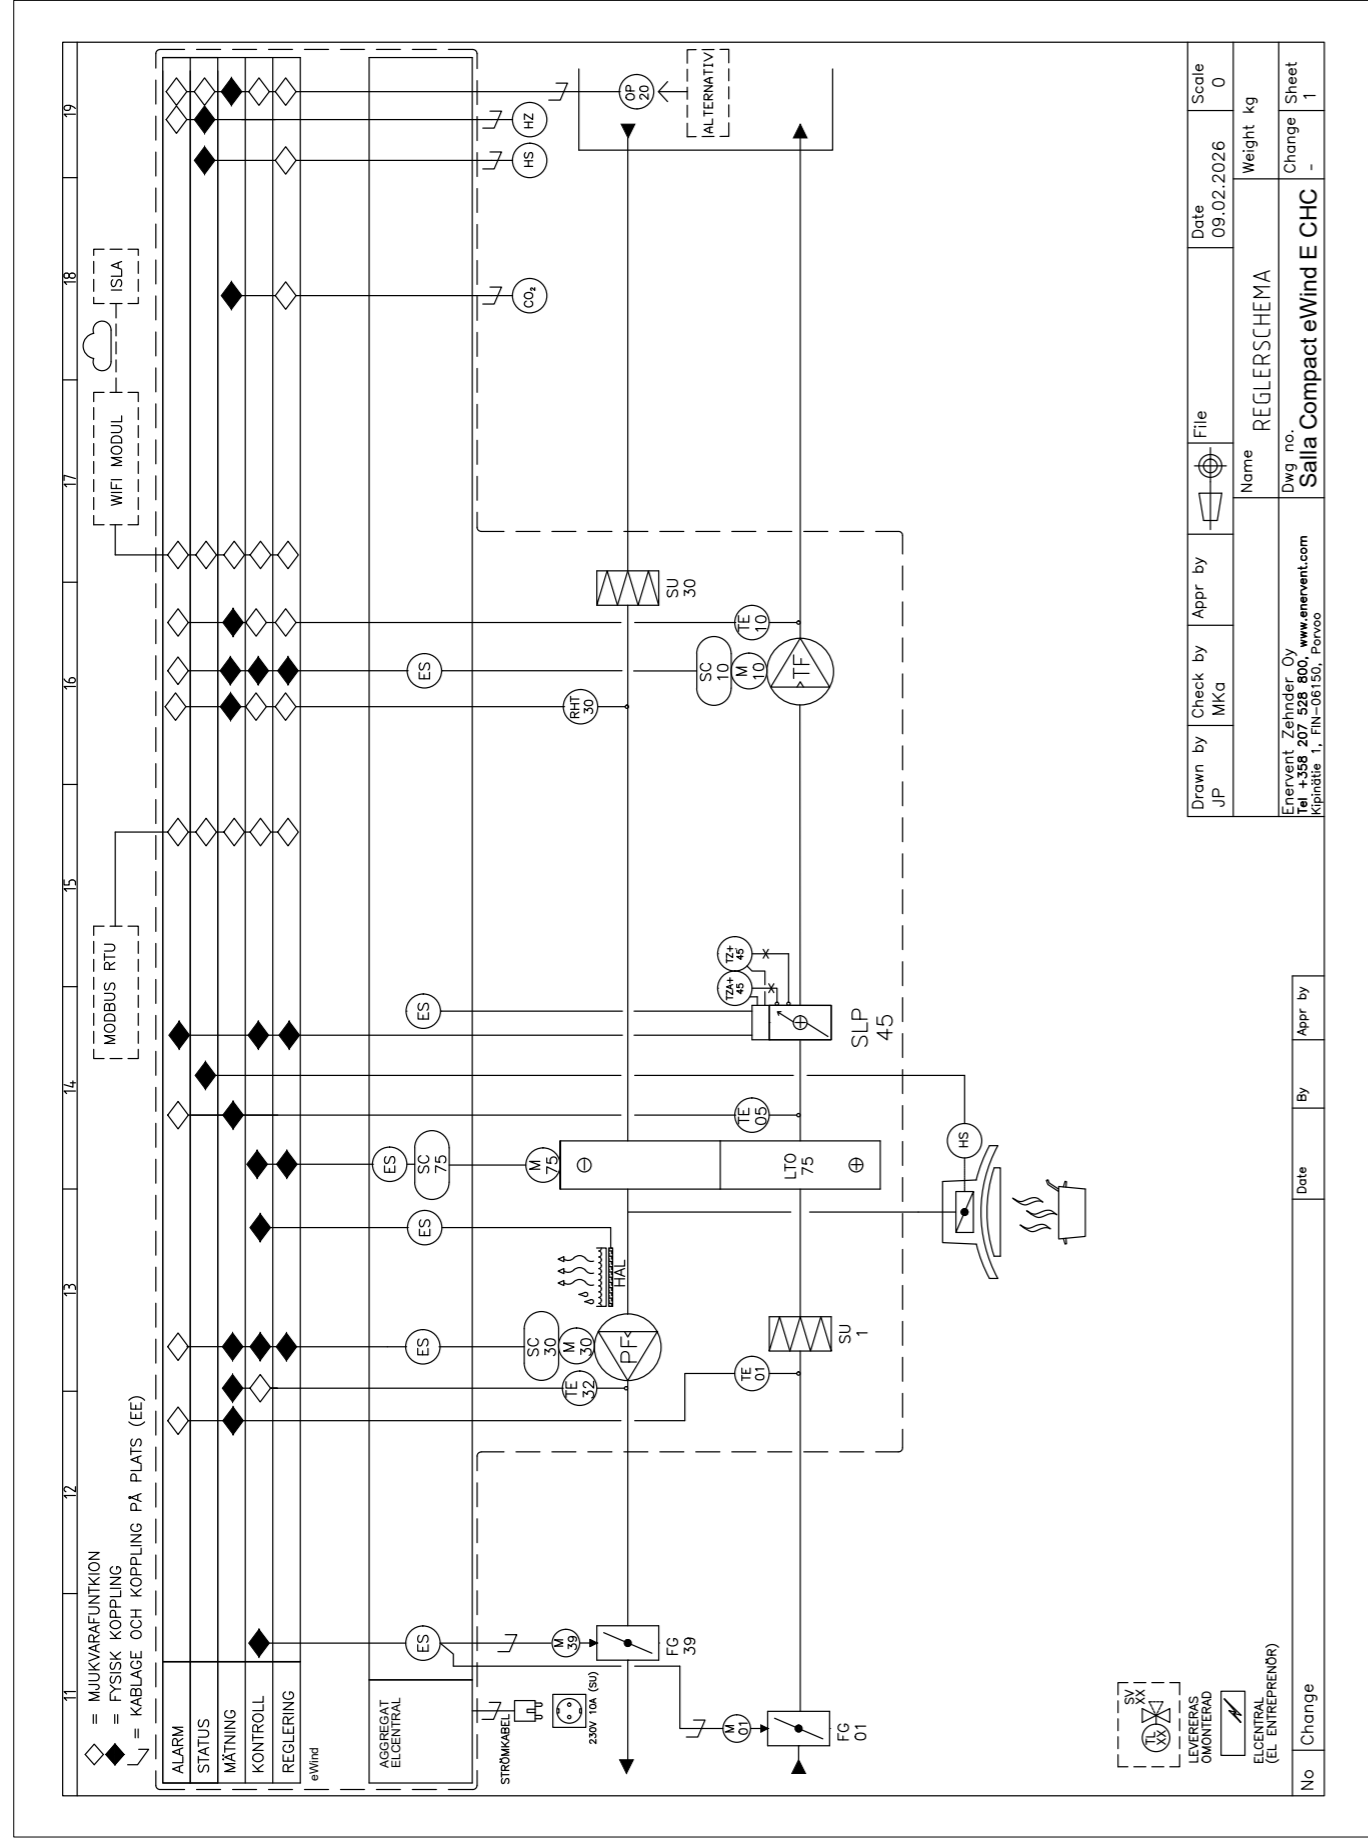 11
12
13
14
15
16
17
18
19
= MJUKVARAFUNTKION
= FYSISK KOPPLING
= KABLAGE OCH KOPPLING PÅ PLATS (EE)
MODBUS RTU
WIFI MODUL
ISLA
ALARM
STATUS
MÄTNING
KONTROLL
REGLERING
eWind
AGGREGAT
ELCENTRAL
STRÖMKABEL
230V 10A (SU)
ES
ES
ES
ES
ES
ES
SC
75
CO₂
HS
HZ
M
39
FG
39
TE
32
SC
30
M
30
PF
HAL
M
75
RHT
30
SU
30
OP
20
ALTERNATIV
M
01
FG
01
TE
01
SU
1
LTO
75
TE
05
TZA+
45
TZ+
45
SLP
45
SC
10
M
10
TF
TE
10
HS
SV
XX
TL
XX
LEVERERAS
OMONTERAD
ELCENTRAL
(EL ENTREPRENÖR)
No
Change
Date
By
Appr by
Drawn by
JP
Check by
MKa
Appr by
File
Date
09.02.2026
Scale
0
Name
REGLERSCHEMA
Weight kg
Enervent Zehnder Oy
Tel +358 207 528 800, www.enervent.com
Kipinätie 1, FIN-06150, Porvoo
Dwg no.
Salla Compact eWind E CHC
Change
-
Sheet
1